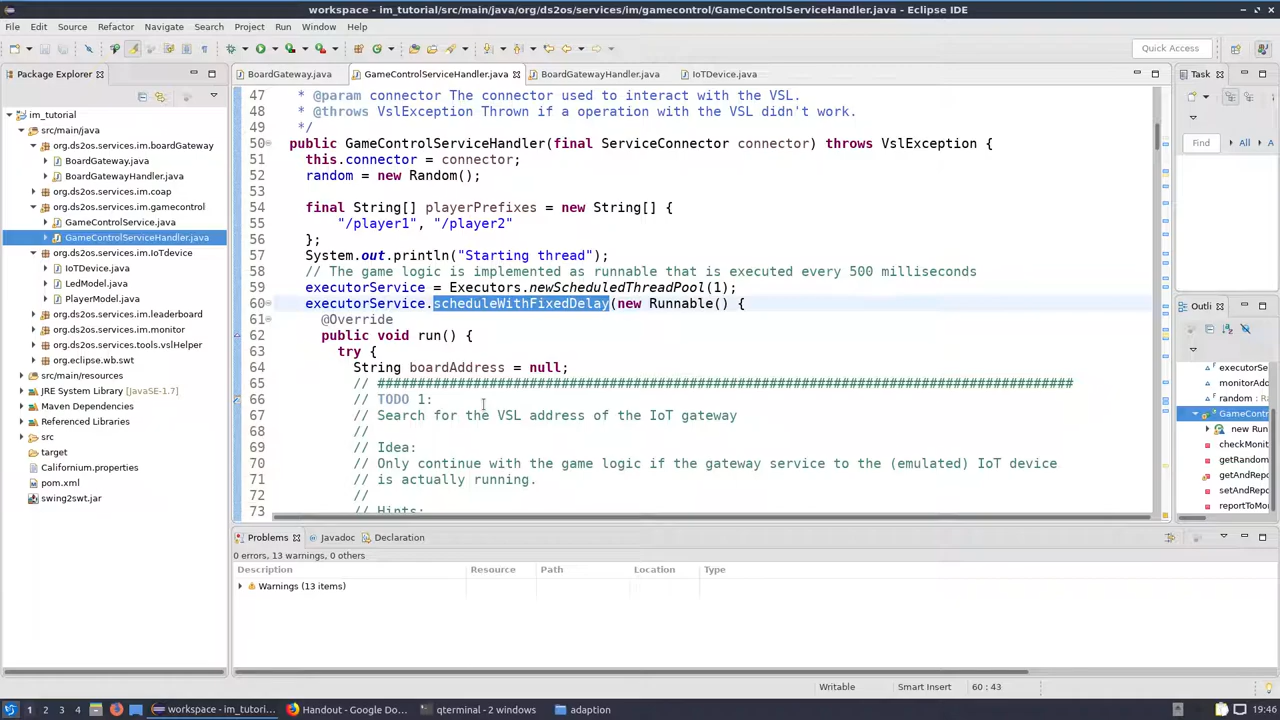 workspace - im_tutorial/src/main/java/org/ds2os/services/im/gamecontrol/GameControlServiceHandler.java - Eclipse IDE
File Edit Source Refactor Navigate Search Project Run Window Help
Quick Access
Package Explorer
im_tutorial
src/main/java
org.ds2os.services.im.boardGateway
BoardGateway.java
BoardGatewayHandler.java
org.ds2os.services.im.coap
org.ds2os.services.im.gamecontrol
GameControlService.java
GameControlServiceHandler.java
org.ds2os.services.im.IoTdevice
IoTDevice.java
LedModel.java
PlayerModel.java
org.ds2os.services.im.leaderboard
org.ds2os.services.im.monitor
org.ds2os.services.tools.vslHelper
org.eclipse.wb.swt
src/main/resources
JRE System Library [JavaSE-1.7]
Maven Dependencies
Referenced Libraries
src
target
Californium.properties
pom.xml
swing2swt.jar
BoardGateway.java GameControlServiceHandler.java BoardGatewayHandler.java IoTDevice.java
47 * @param connector The connector used to interact with the VSL.
48 * @throws VslException Thrown if a operation with the VSL didn't work.
49 */
50 public GameControlServiceHandler(final ServiceConnector connector) throws VslException {
51 this.connector = connector;
52 random = new Random();
53
54 final String[] playerPrefixes = new String[] {
55 "/player1", "/player2"
56 };
57 System.out.println("Starting thread");
58 // The game logic is implemented as runnable that is executed every 500 milliseconds
59 executorService = Executors.newScheduledThreadPool(1);
60 executorService.scheduleWithFixedDelay(new Runnable() {
61 @Override
62 public void run() {
63 try {
64 String boardAddress = null;
65 // #######################################################################################
66 // TODO 1:
67 // Search for the VSL address of the IoT gateway
68 //
69 // Idea:
70 // Only continue with the game logic if the gateway service to the (emulated) IoT device
71 // is actually running.
72 //
73 // Hints:
Task
Find All A
Outli
executorSe
monitorAdd
random :
GameContr
new Run
checkMonit
getRandom
getAndRepo
setAndRepo
reportToMo
Problems Javadoc Declaration
0 errors, 13 warnings, 0 others
Description Resource Path Location Type
Warnings (13 items)
Writable Smart Insert 60 : 43
1 2 3 4 workspace - im_tutori... Handout - Google Do... qterminal - 2 windows adaption 19:46